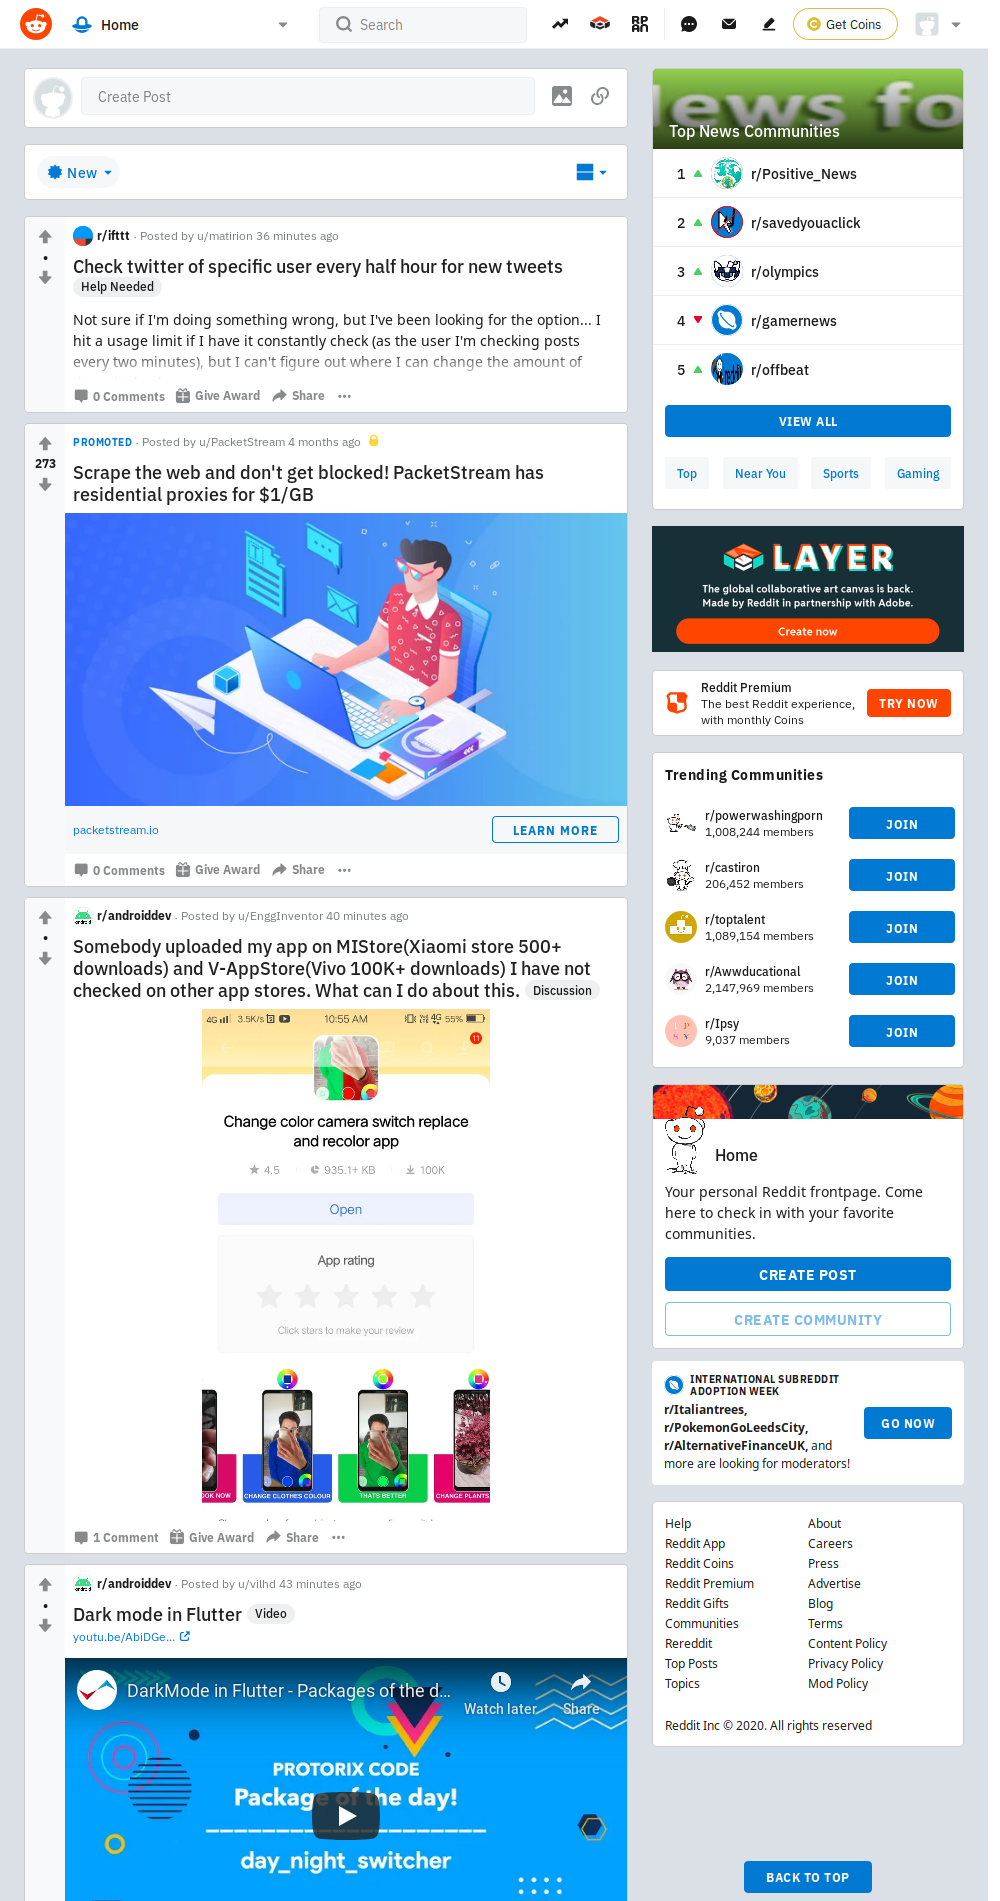 Home
Search
RP
AN
Get Coins
Create Post
New
r/ifttt · Posted by u/matirion 36 minutes ago
Check twitter of specific user every half hour for new tweets
Help Needed
Not sure if I'm doing something wrong, but I've been looking for the option... I
hit a usage limit if I have it constantly check (as the user I'm checking posts
every two minutes), but I can't figure out where I can change the amount of
0 Comments Give Award Share
273
PROMOTED · Posted by u/PacketStream 4 months ago
Scrape the web and don't get blocked! PacketStream has
residential proxies for $1/GB
packetstream.io
LEARN MORE
0 Comments Give Award Share
r/androiddev · Posted by u/EnggInventor 40 minutes ago
Somebody uploaded my app on MIStore(Xiaomi store 500+
downloads) and V-AppStore(Vivo 100K+ downloads) I have not
checked on other app stores. What can I do about this. Discussion
4G 3.5K/s 10:55 AM 4G 55%
11
Change color camera switch replace
and recolor app
4.5 935.1+ KB 100K
Open
App rating
Click stars to make your review
OOK NOW CHANGE CLOTHES COLOUR THATS BETTER CHANGE PLANTS
1 Comment Give Award Share
r/androiddev · Posted by u/vilhd 43 minutes ago
Dark mode in Flutter Video
youtu.be/AbiDGe...
DarkMode in Flutter - Packages of the d...
Watch later Share
PROTORIX CODE
Package of the day!
day_night_switcher
ews fo
Top News Communities
1 r/Positive_News
2 r/savedyouaclick
3 r/olympics
4 r/gamernews
5 r/offbeat
VIEW ALL
Top Near You Sports Gaming
LAYER
The global collaborative art canvas is back.
Made by Reddit in partnership with Adobe.
Create now
Reddit Premium
The best Reddit experience,
with monthly Coins
TRY NOW
Trending Communities
r/powerwashingporn
1,008,244 members
JOIN
r/castiron
206,452 members
JOIN
r/toptalent
1,089,154 members
JOIN
r/Awwducational
2,147,969 members
JOIN
r/Ipsy
9,037 members
JOIN
Home
Your personal Reddit frontpage. Come
here to check in with your favorite
communities.
CREATE POST
CREATE COMMUNITY
INTERNATIONAL SUBREDDIT
ADOPTION WEEK
r/Italiantrees,
r/PokemonGoLeedsCity,
r/AlternativeFinanceUK, and
more are looking for moderators!
GO NOW
Help About
Reddit App Careers
Reddit Coins Press
Reddit Premium Advertise
Reddit Gifts Blog
Communities Terms
Rereddit Content Policy
Top Posts Privacy Policy
Topics Mod Policy
Reddit Inc © 2020. All rights reserved
BACK TO TOP